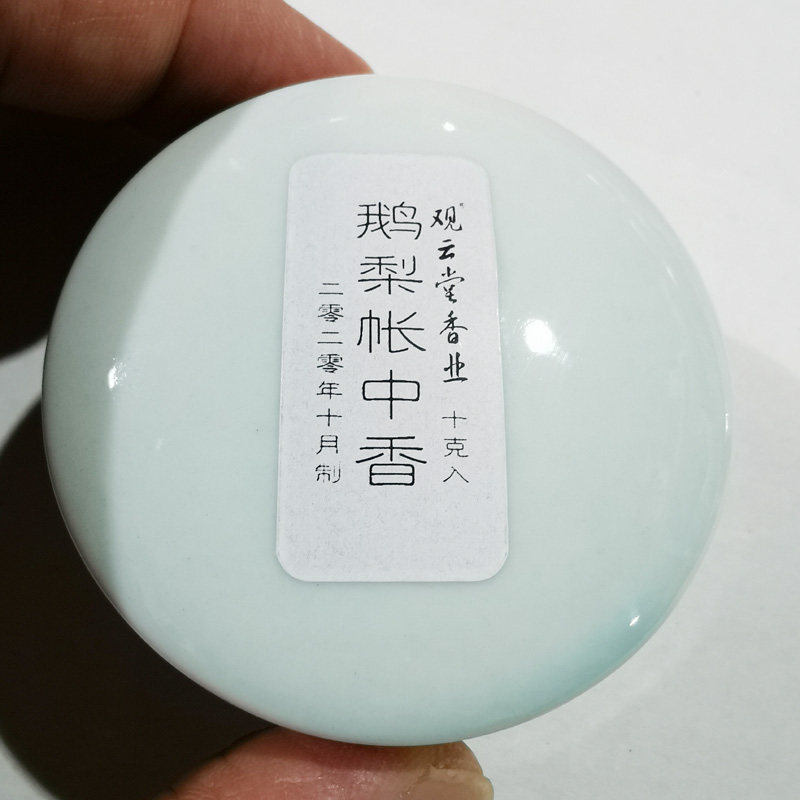 观云堂香业 十克入
鹅梨帐中香
二零二零年十月制